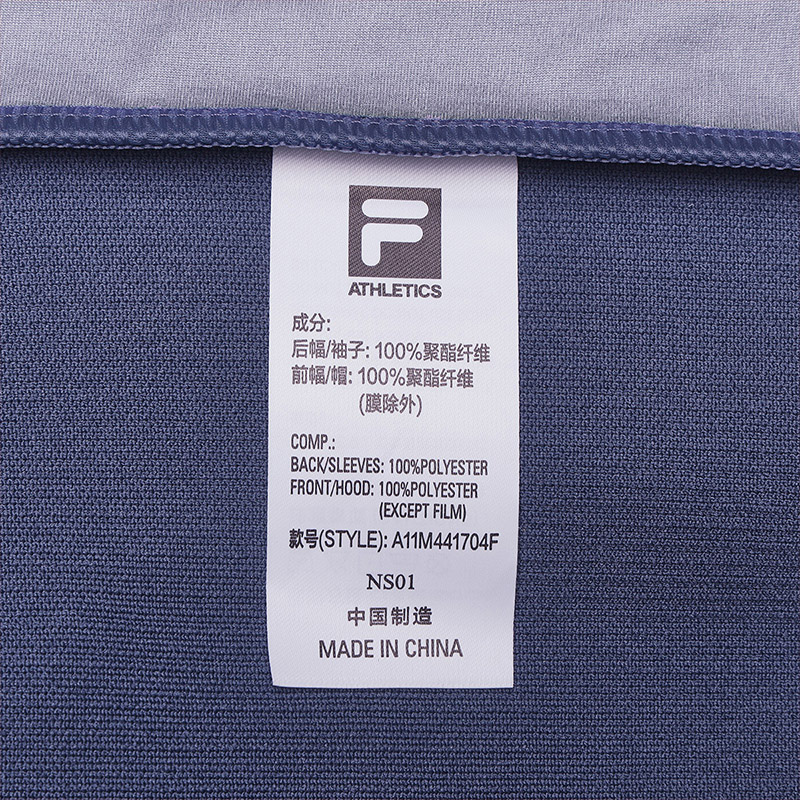 F
ATHLETICS
成分:
后幅/袖子: 100%聚酯纤维
前幅/帽: 100%聚酯纤维
(膜除外)
COMP.:
BACK/SLEEVES: 100%POLYESTER
FRONT/HOOD: 100%POLYESTER
(EXCEPT FILM)
款号(STYLE): A11M441704F
NS01
中国制造
MADE IN CHINA